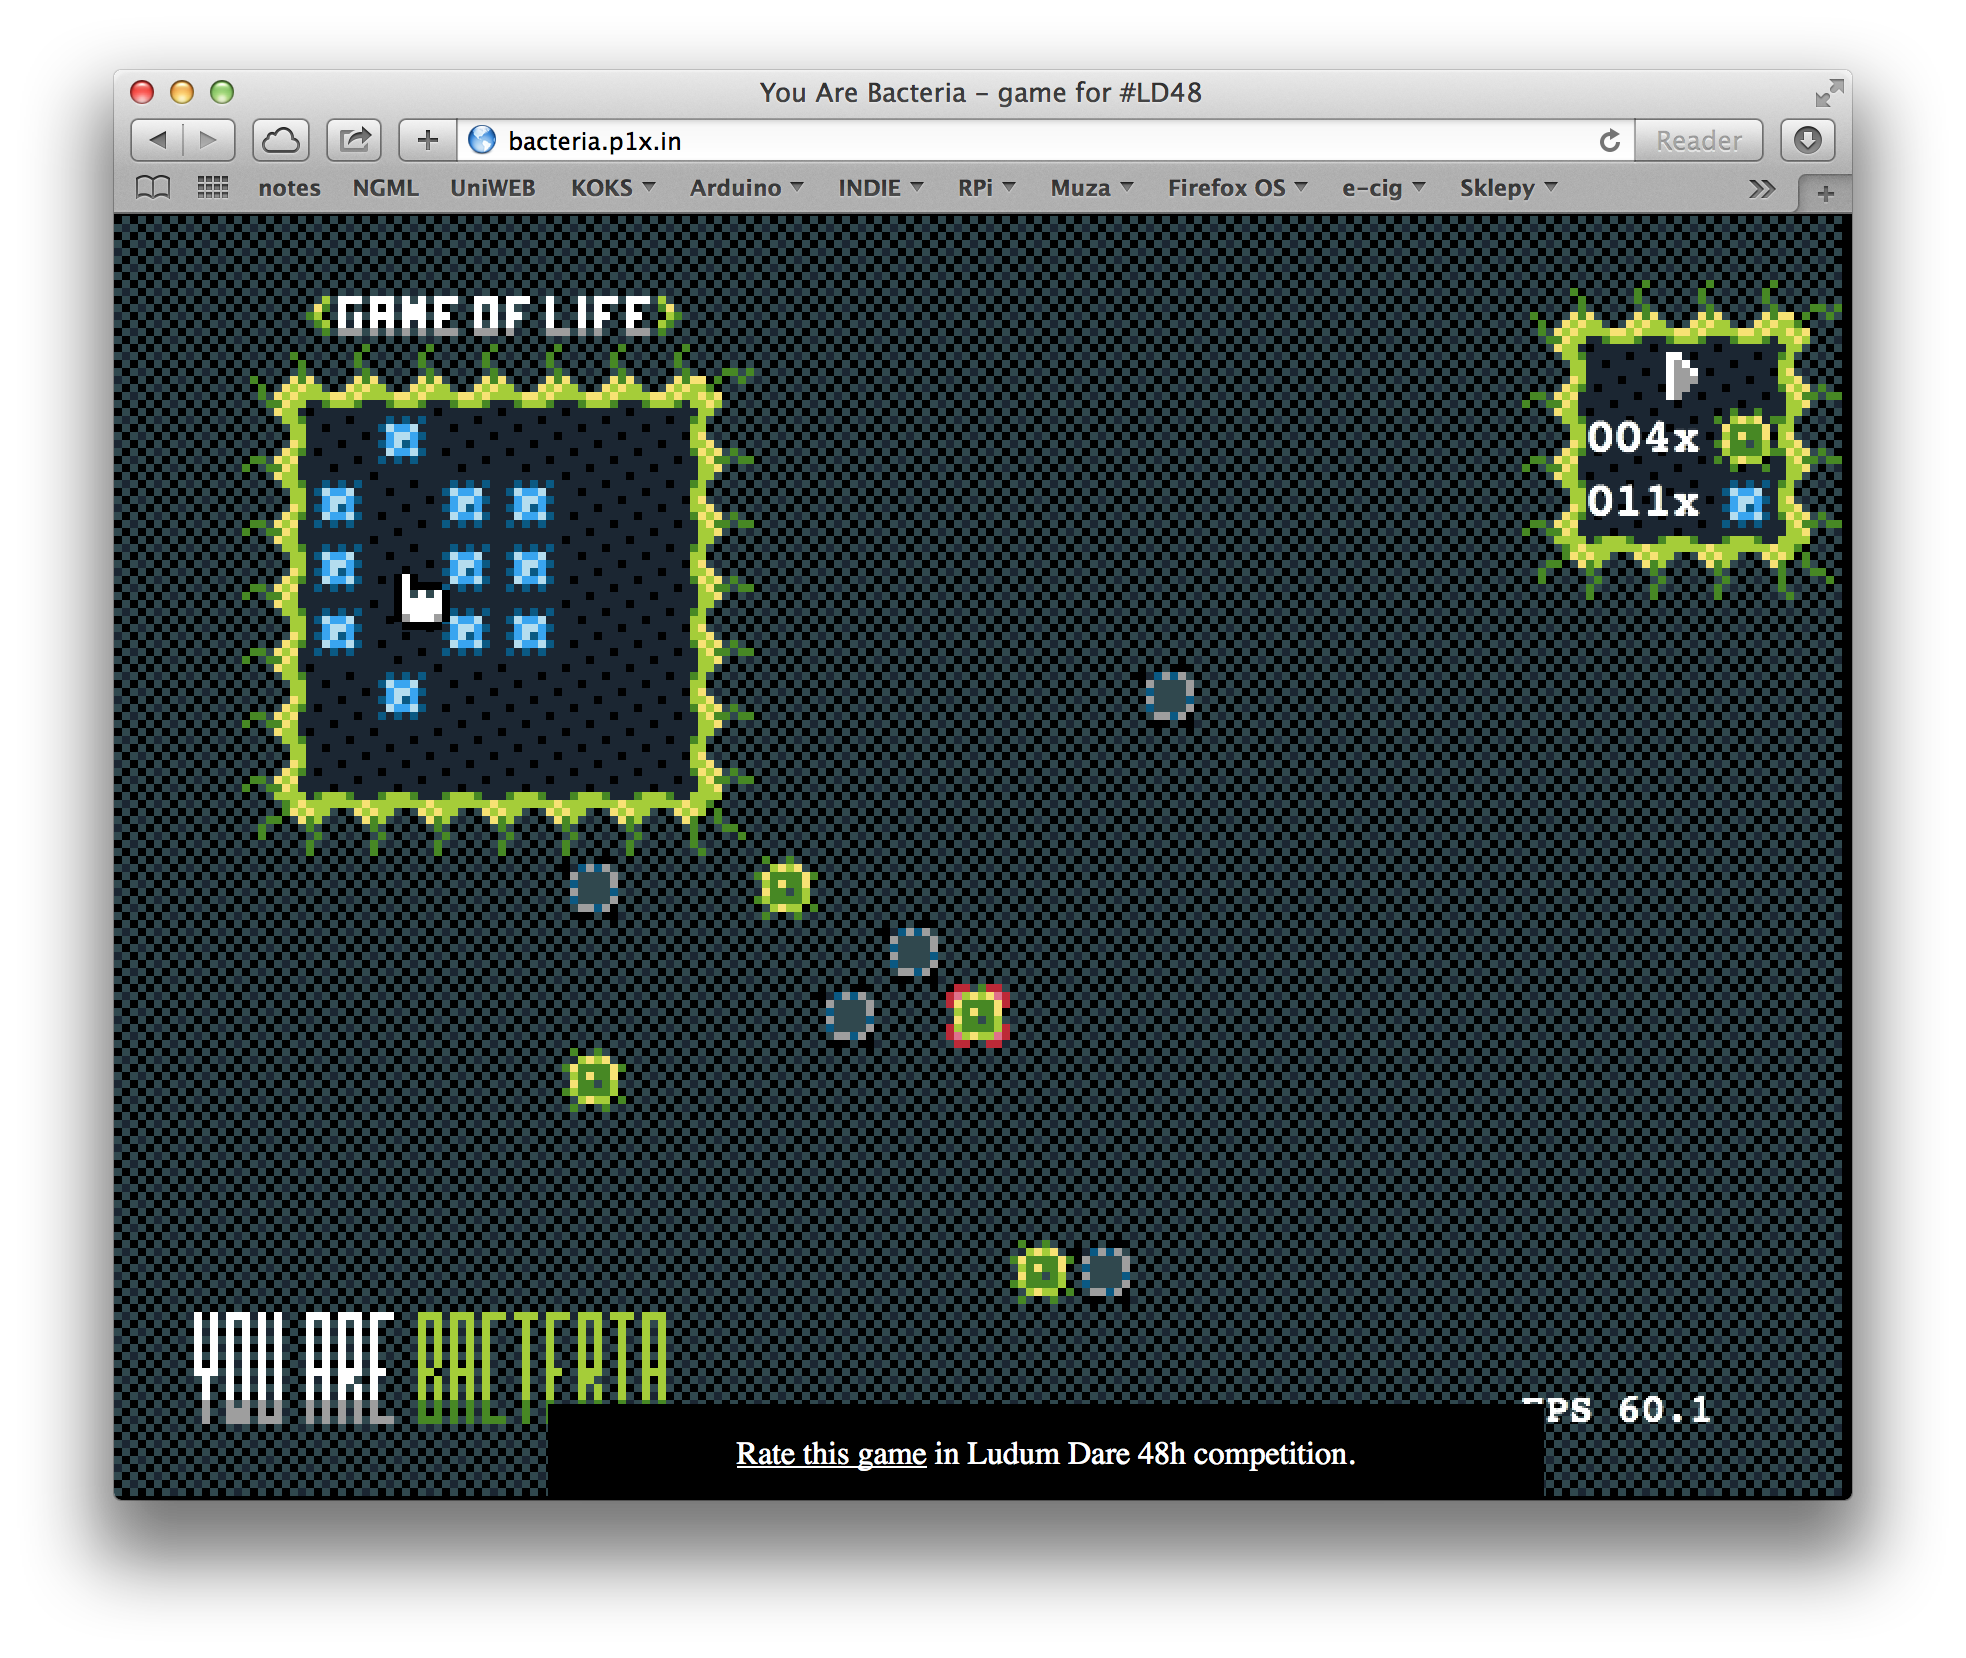 You Are Bacteria – game for #LD48
bacteria.p1x.in
Reader
notes NGML UniWEB KOKS Arduino INDIE RPi Muza Firefox OS e-cig Sklepy
GAME OF LIFE
004x
011x
YOU ARE BACTERIA
FPS 60.1
Rate this game in Ludum Dare 48h competition.